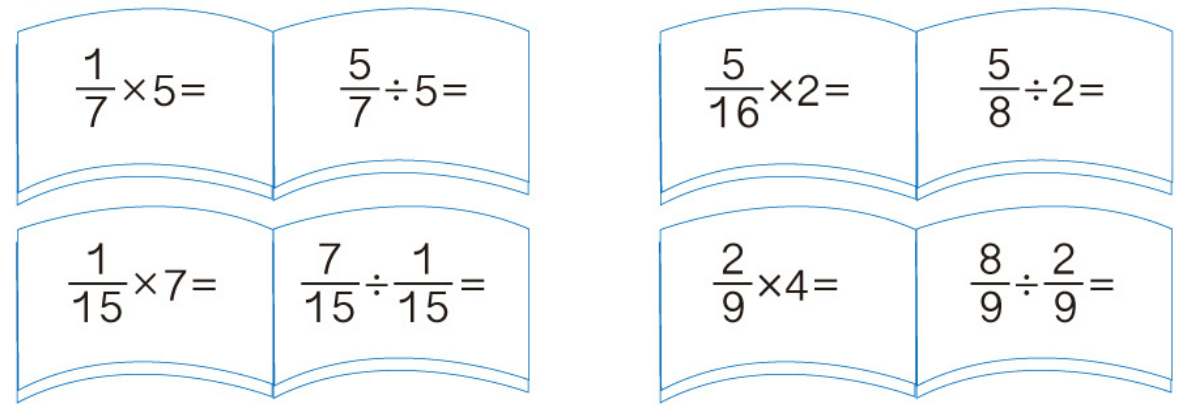 1/7×5= 5/7÷5= 5/16×2= 5/8÷2=
1/15×7= 7/15÷1/15= 2/9×4= 8/9÷2/9=